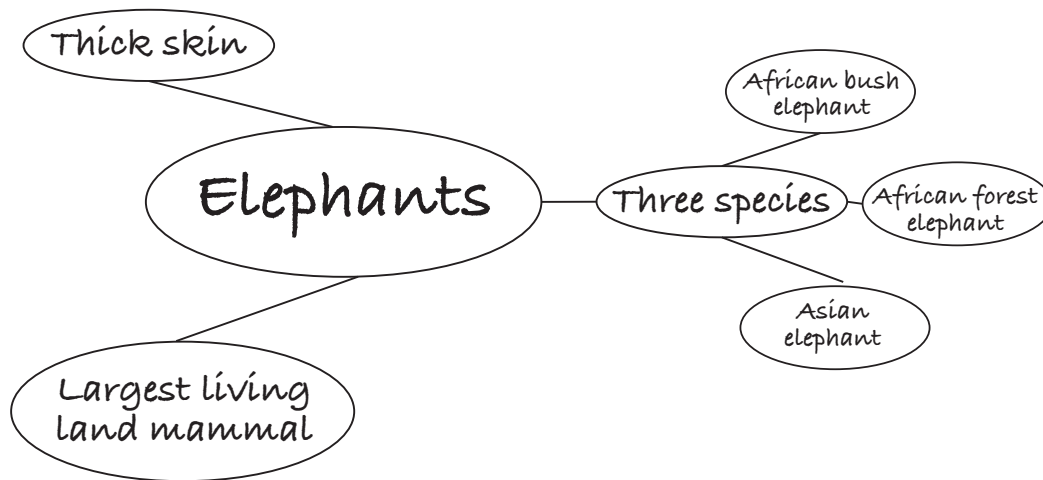 Thick skin
African bush
elephant
Elephants
Three species
African forest
elephant
Asian
elephant
Largest living
land mammal